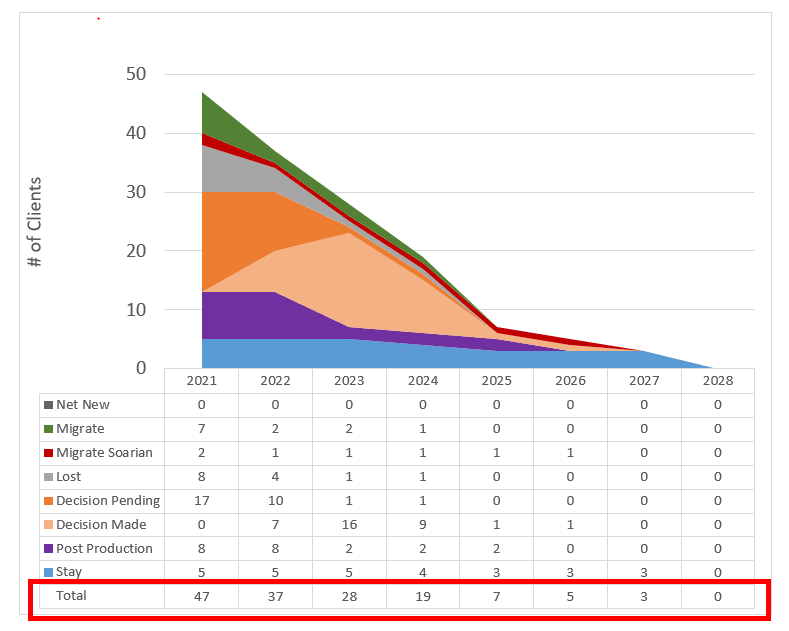 # of Clients
50
40
30
20
10
0
2021 2022 2023 2024 2025 2026 2027 2028
Net New 0 0 0 0 0 0 0 0
Migrate 7 2 2 1 0 0 0 0
Migrate Soarian 2 1 1 1 1 1 0 0
Lost 8 4 1 1 0 0 0 0
Decision Pending 17 10 1 1 0 0 0 0
Decision Made 0 7 16 9 1 1 0 0
Post Production 8 8 2 2 2 0 0 0
Stay 5 5 5 4 3 3 3 0
Total 47 37 28 19 7 5 3 0